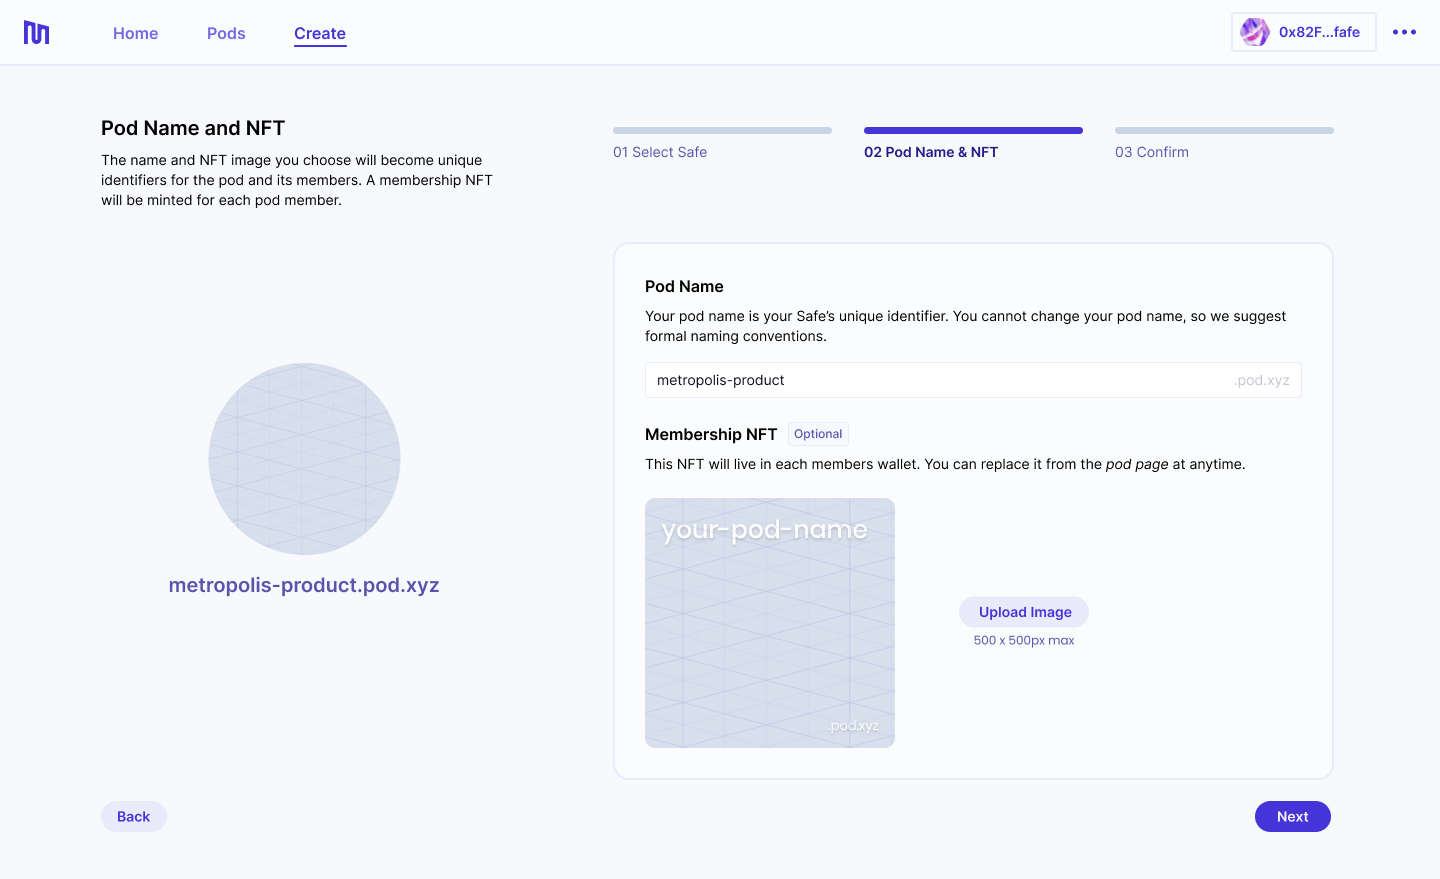 Home
Pods
Create
0x82F...fafe
Pod Name and NFT
The name and NFT image you choose will become unique
identifiers for the pod and its members. A membership NFT
will be minted for each pod member.
01 Select Safe
02 Pod Name & NFT
03 Confirm
metropolis-product.pod.xyz
Pod Name
Your pod name is your Safe’s unique identifier. You cannot change your pod name, so we suggest
formal naming conventions.
metropolis-product
.pod.xyz
Membership NFT
Optional
This NFT will live in each members wallet. You can replace it from the pod page at anytime.
your-pod-name
.pod.xyz
Upload Image
500 x 500px max
Back
Next